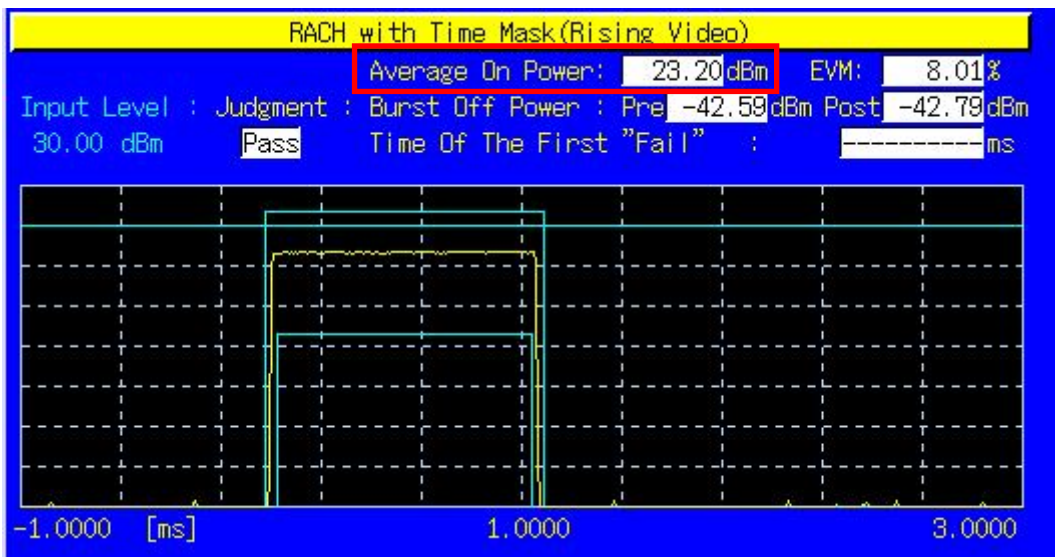 RACH with Time Mask(Rising Video)
Average On Power: 23.20dBm EVM: 8.01%
Input Level : Judgment : Burst Off Power : Pre -42.59dBm Post -42.79dBm
30.00 dBm Pass Time Of The First "Fail" : ----------ms
-1.0000 [ms] 1.0000 3.0000